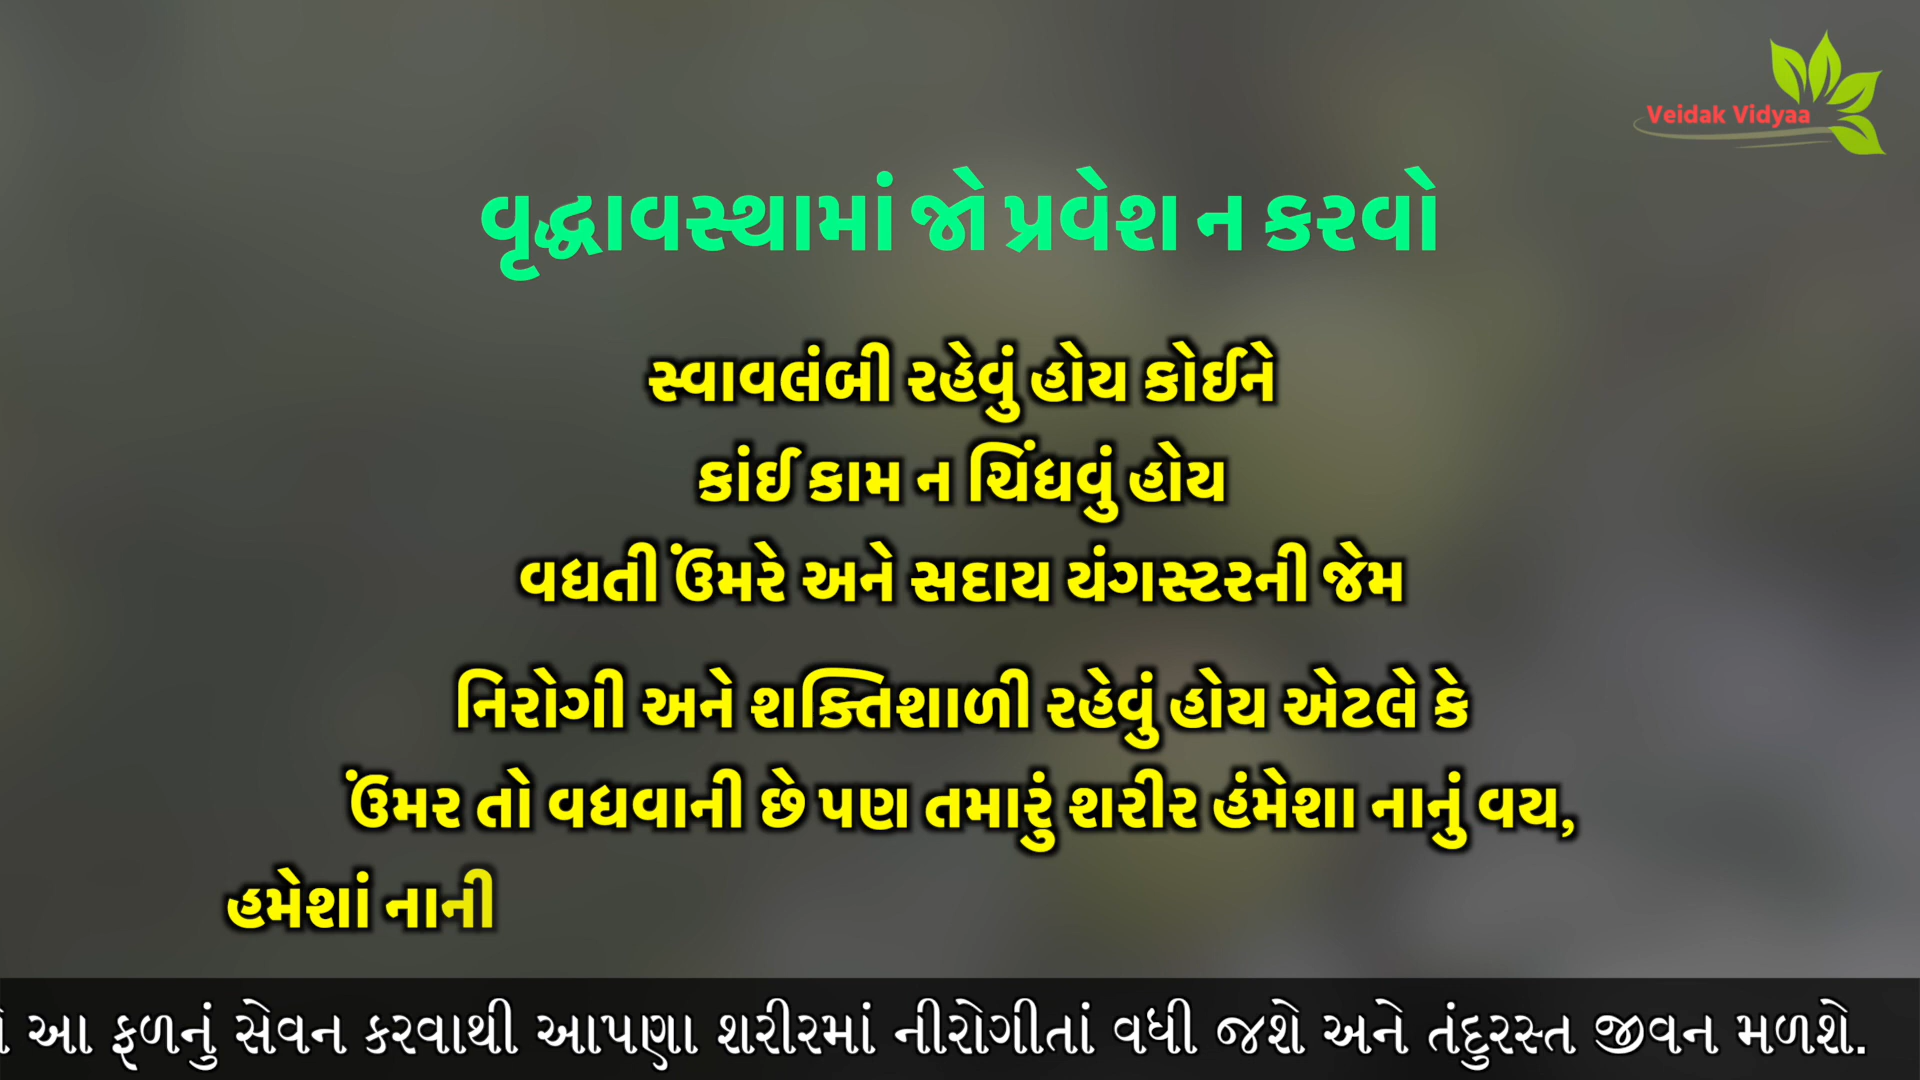 Veidak Vidyaa
વૃદ્ધાવસ્થામાં જો પ્રવેશ ન કરવો
સ્વાવલંબી રહેવું હોય કોઈને
કાંઈ કામ ન ચિંધવું હોય
વધતી ઉંમરે અને સદાય યંગસ્ટરની જેમ
નિરોગી અને શક્તિશાળી રહેવું હોય એટલે કે
ઉંમર તો વધવાની છે પણ તમારું શરીર હંમેશા નાનું વય,
હમેશાં નાની
આ ફળનું સેવન કરવાથી આપણા શરીરમાં નીરોગીતાં વધી જશે અને તંદુરસ્ત જીવન મળશે.